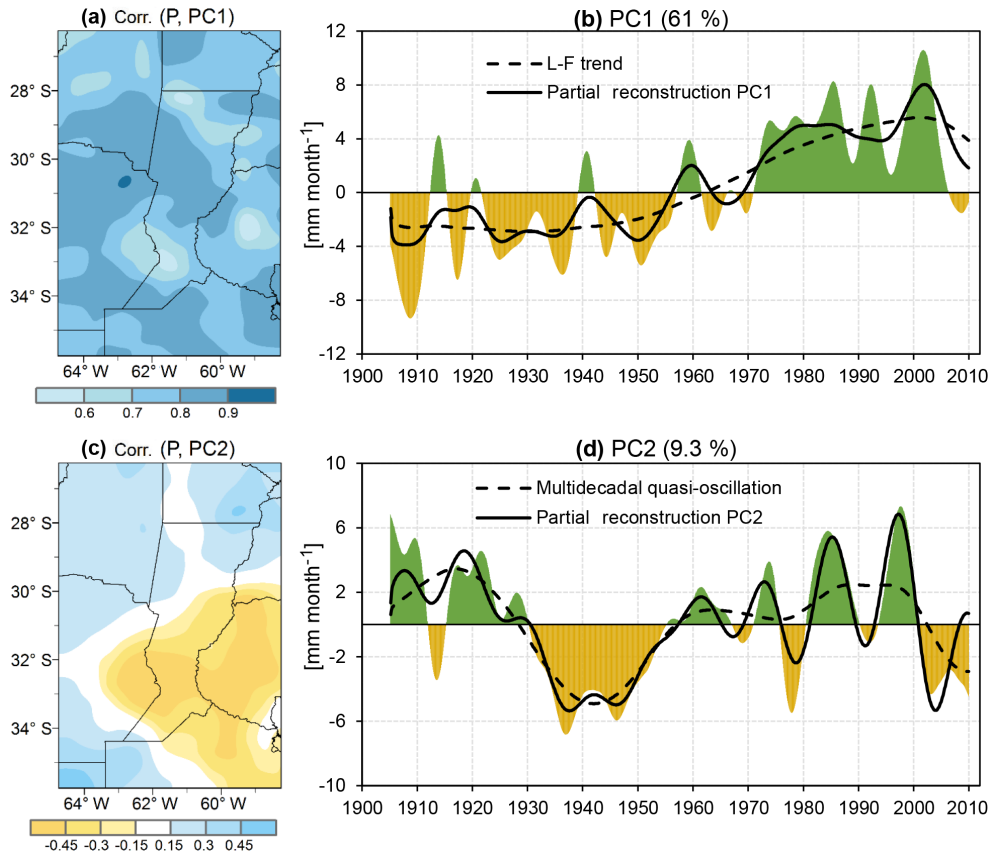 (a) Corr. (P, PC1)
28° S
30° S
32° S
34° S
64° W 62° W 60° W
0.6 0.7 0.8 0.9
(b) PC1 (61 %)
L-F trend
Partial reconstruction PC1
[mm month⁻¹]
12
8
4
0
-4
-8
-12
1900 1910 1920 1930 1940 1950 1960 1970 1980 1990 2000 2010
(c) Corr. (P, PC2)
28° S
30° S
32° S
34° S
64° W 62° W 60° W
-0.45 -0.3 -0.15 0.15 0.3 0.45
(d) PC2 (9.3 %)
Multidecadal quasi-oscillation
Partial reconstruction PC2
[mm month⁻¹]
10
6
2
-2
-6
-10
1900 1910 1920 1930 1940 1950 1960 1970 1980 1990 2000 2010